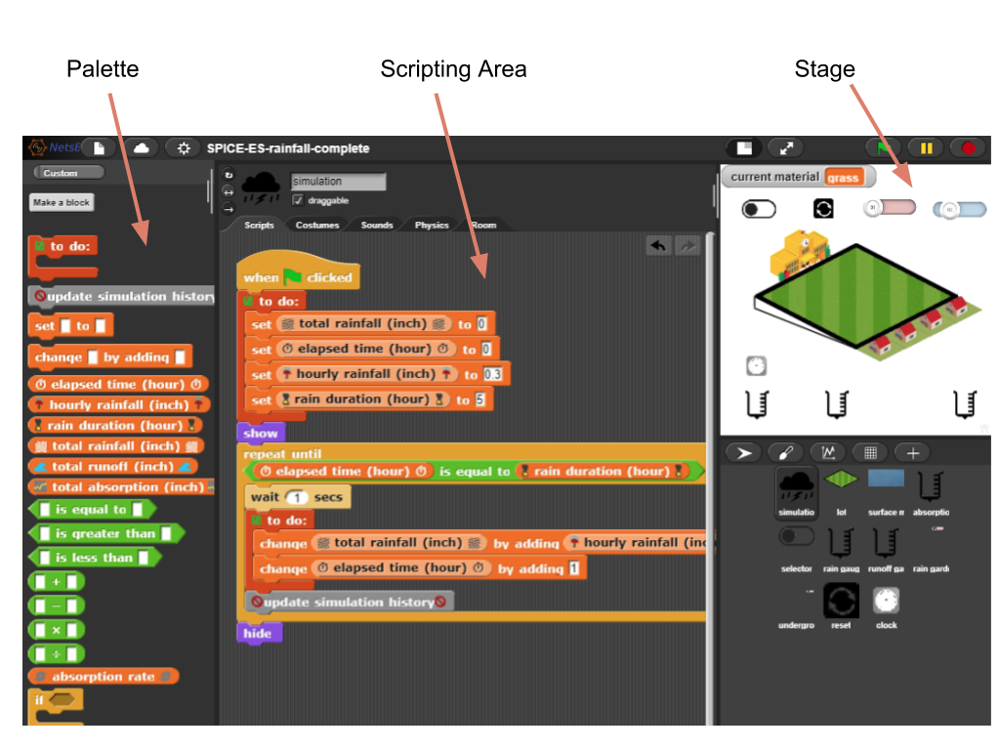 Palette
Scripting Area
Stage
NetsB
SPICE-ES-rainfall-complete
Custom
Make a block
to do:
update simulation history
set to
change by adding
elapsed time (hour)
hourly rainfall (inch)
rain duration (hour)
total rainfall (inch)
total runoff (inch)
total absorption (inch)
is equal to
is greater than
is less than
+
−
×
÷
absorption rate
if
simulation
draggable
Scripts Costumes Sounds Physics Room
when clicked
to do:
set total rainfall (inch) to 0
set elapsed time (hour) to 0
set hourly rainfall (inch) to 0.3
set rain duration (hour) to 5
show
repeat until
elapsed time (hour) is equal to rain duration (hour)
wait 1 secs
to do:
change total rainfall (inch) by adding hourly rainfall (inc
change elapsed time (hour) by adding 1
update simulation history
hide
current material grass
simulatio lot surface m absorptio
selector rain gaug runoff ga rain garde
undergro reset clock